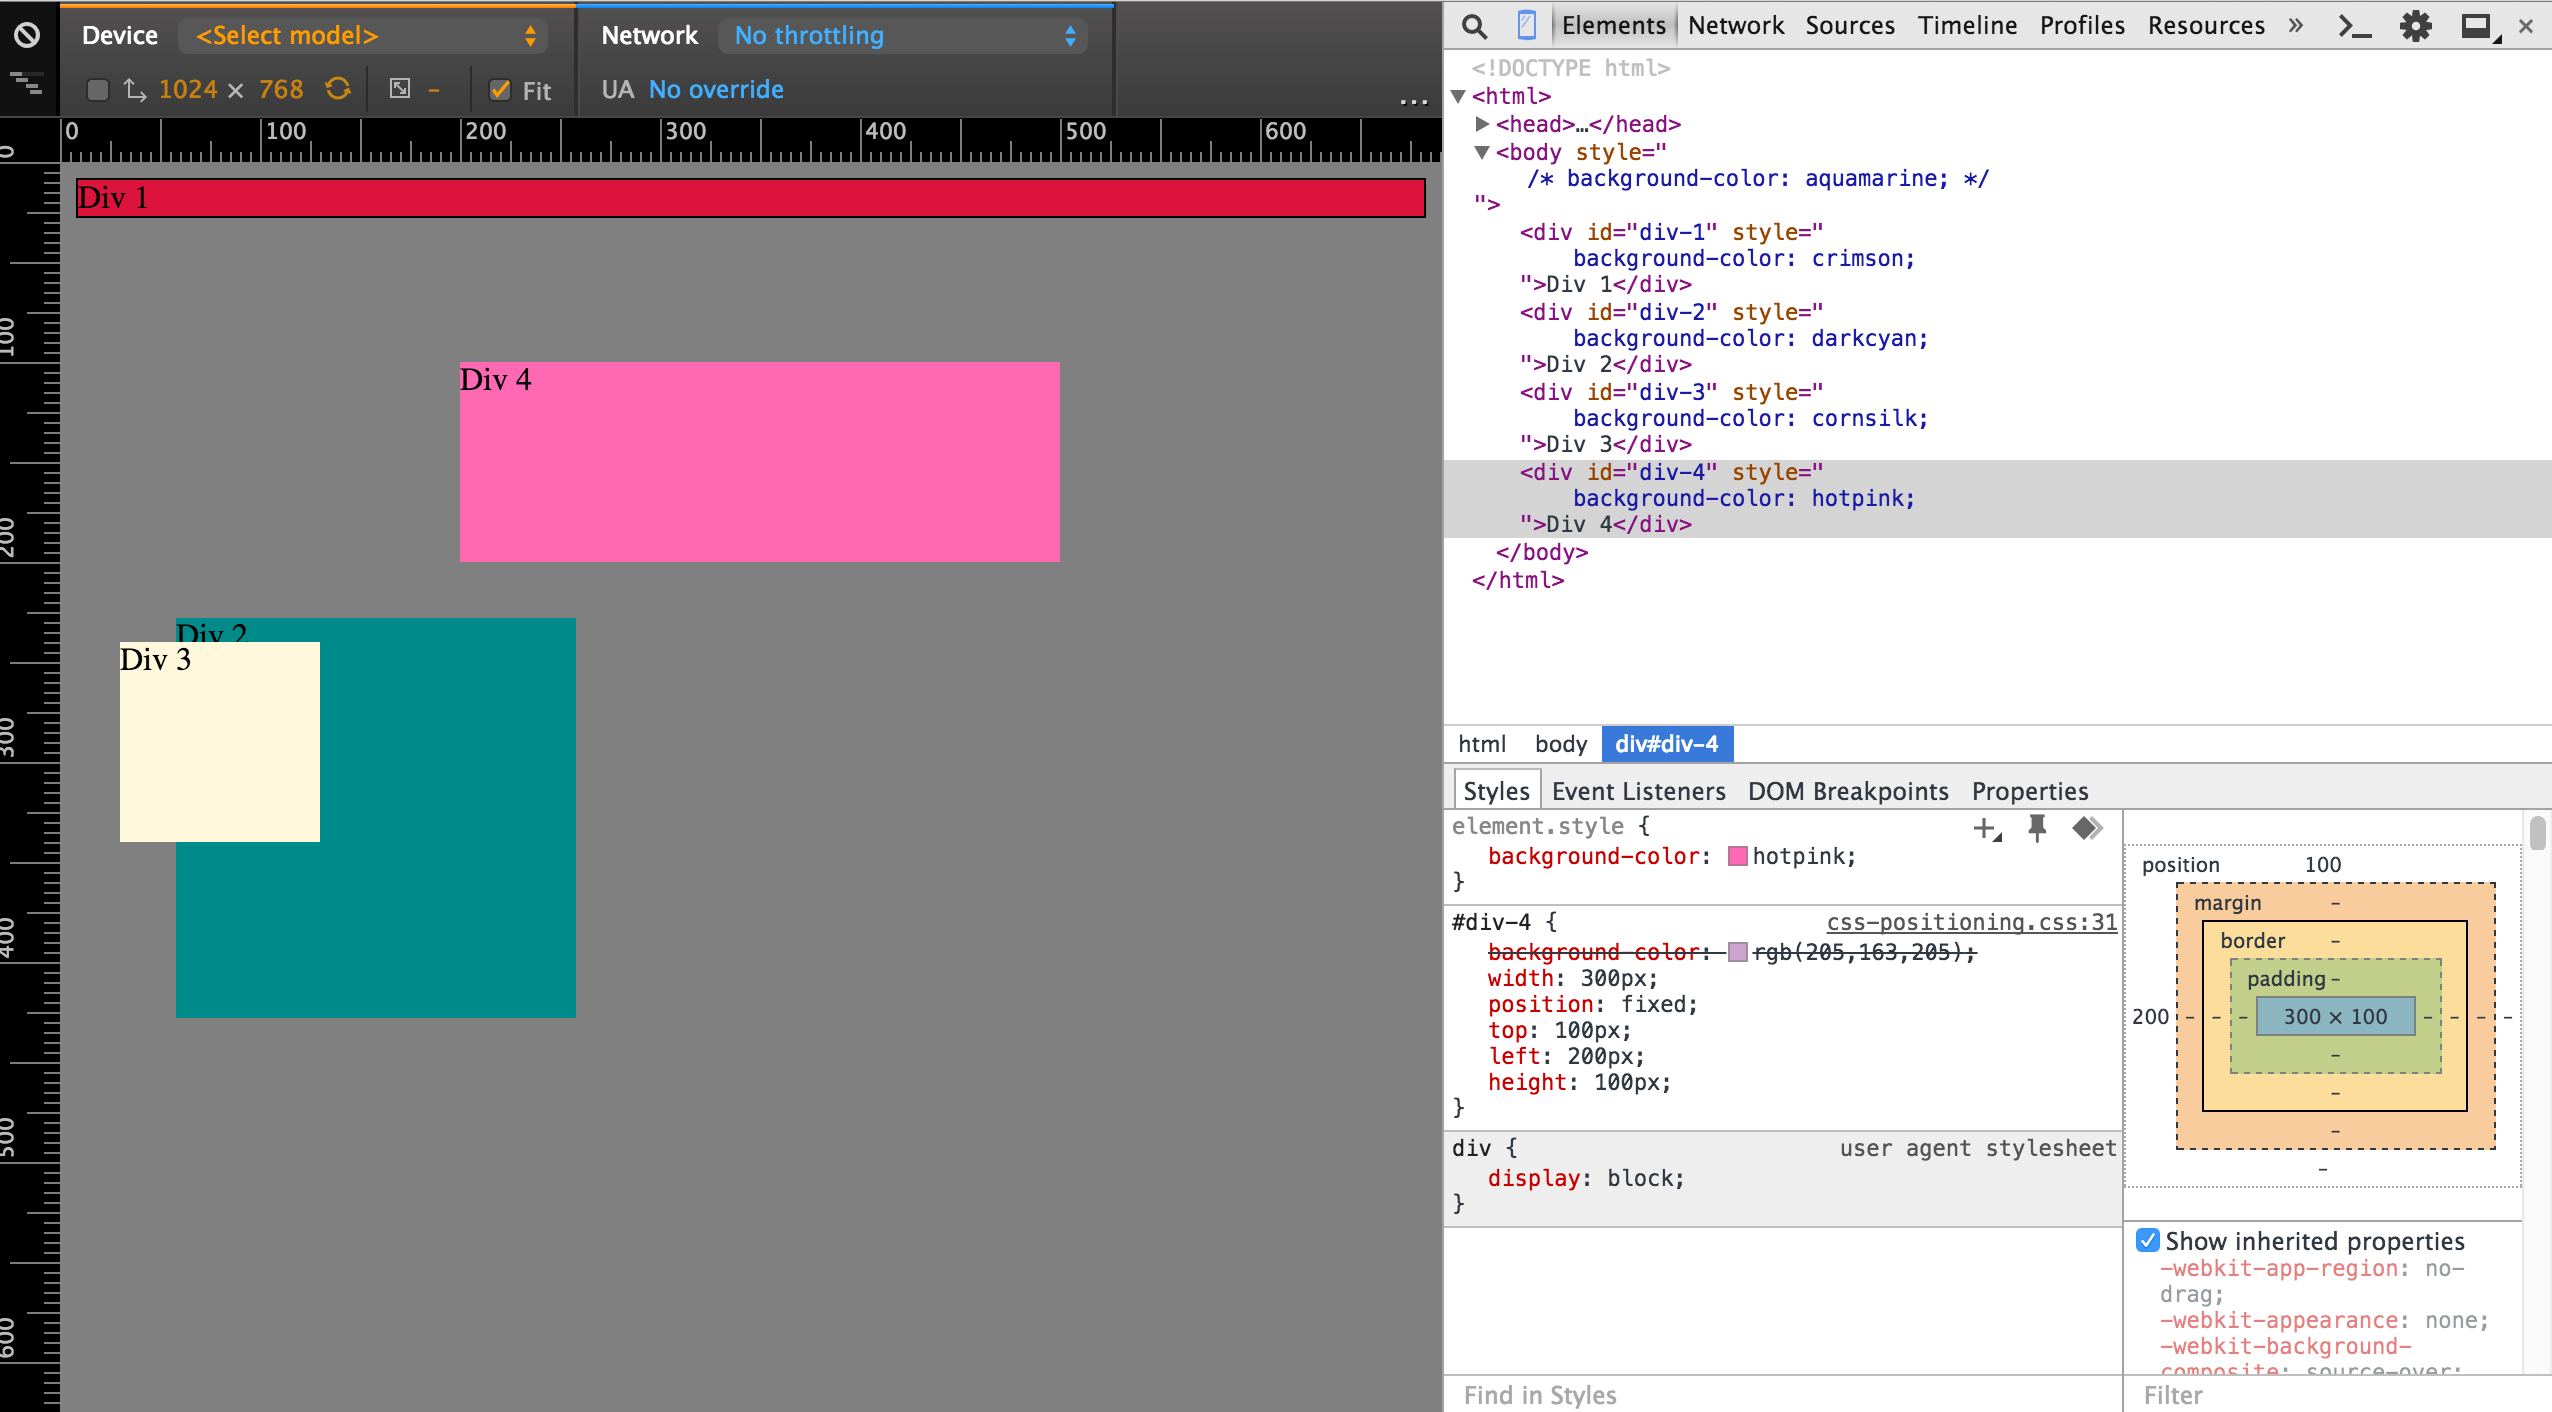 Device <Select model> Network No throttling
1024 × 768 – Fit UA No override ...
0 100 200 300 400 500 600
0
100
200
300
400
500
600
Div 1
Div 4
Div 2
Div 3
Elements Network Sources Timeline Profiles Resources » ×
<!DOCTYPE html>
▼<html>
▶<head>…</head>
▼<body style="
/* background-color: aquamarine; */
">
<div id="div-1" style="
background-color: crimson;
">Div 1</div>
<div id="div-2" style="
background-color: darkcyan;
">Div 2</div>
<div id="div-3" style="
background-color: cornsilk;
">Div 3</div>
<div id="div-4" style="
background-color: hotpink;
">Div 4</div>
</body>
</html>
html body div#div-4
Styles Event Listeners DOM Breakpoints Properties
element.style {
background-color: hotpink;
}
#div-4 { css-positioning.css:31
background-color: rgb(205,163,205);
width: 300px;
position: fixed;
top: 100px;
left: 200px;
height: 100px;
}
div { user agent stylesheet
display: block;
}
Find in Styles
position 100
margin –
border –
padding –
200 – – – 300 × 100 – – – –
–
–
–
–
Show inherited properties
-webkit-app-region: no-
drag;
-webkit-appearance: none;
-webkit-background-
composite: source-over;
Filter